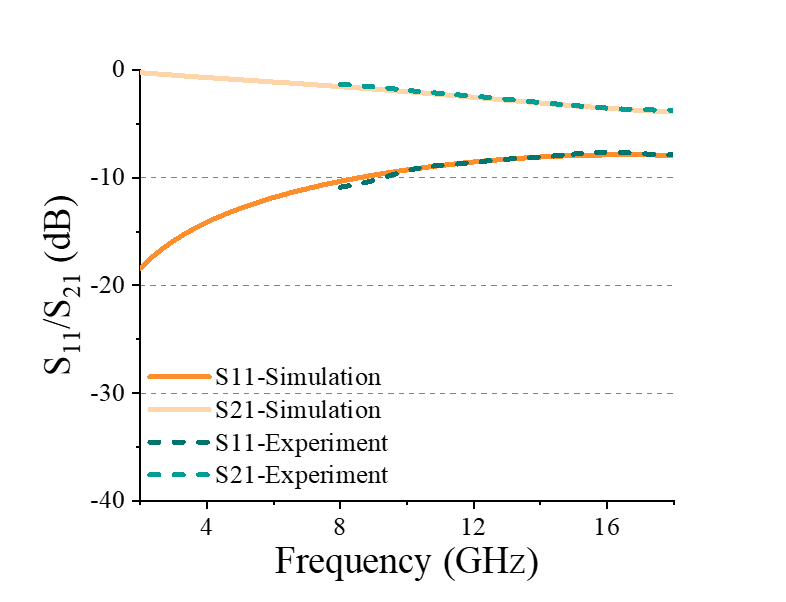 0
-10
-20
-30
-40
S11/S21 (dB)
S11-Simulation
S21-Simulation
S11-Experiment
S21-Experiment
4 8 12 16
Frequency (GHz)